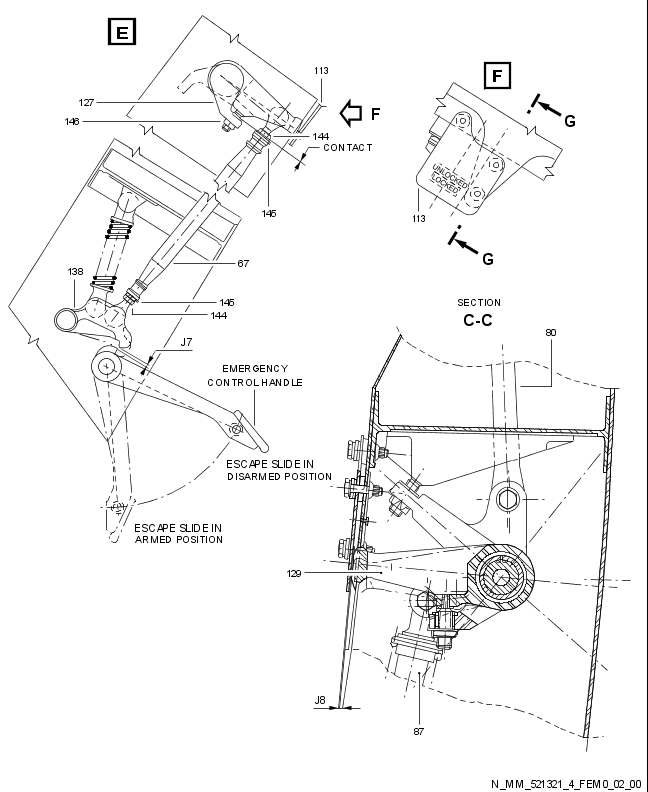 E
113
127
146
F
144
CONTACT
145
67
138
145
144
J7
EMERGENCY
CONTROL HANDLE
ESCAPE SLIDE IN
DISARMED POSITION
ESCAPE SLIDE IN
ARMED POSITION
F
G
UNLOCKED
LOCKED
113
G
SECTION
C-C
80
129
J8
87
N_MM_521321_4_FEM0_02_00